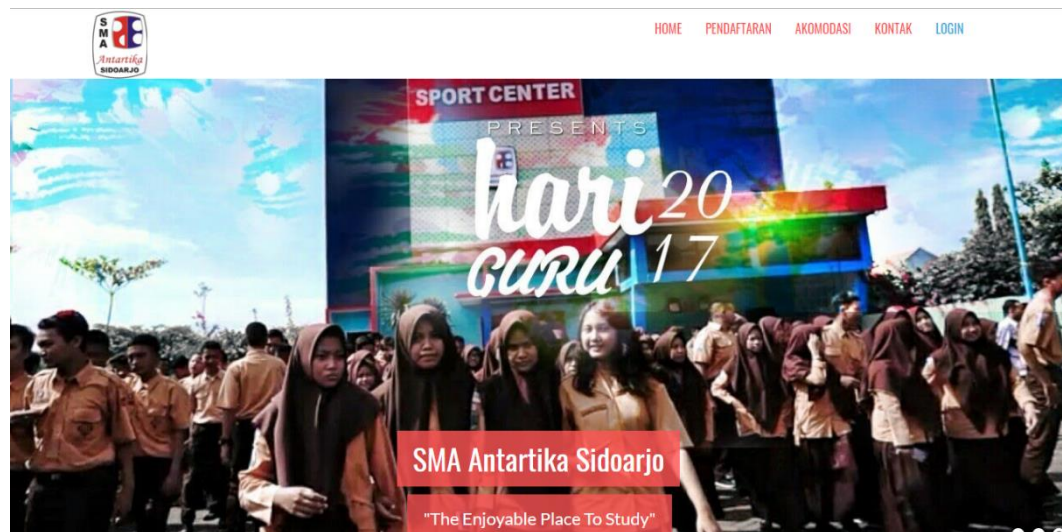 SMA
Antartika
SIDOARJO
HOME PENDAFTARAN AKOMODASI KONTAK LOGIN
SPORT CENTER
PRESENTS
hari 20
GURU 17
SMA Antartika Sidoarjo
"The Enjoyable Place To Study"